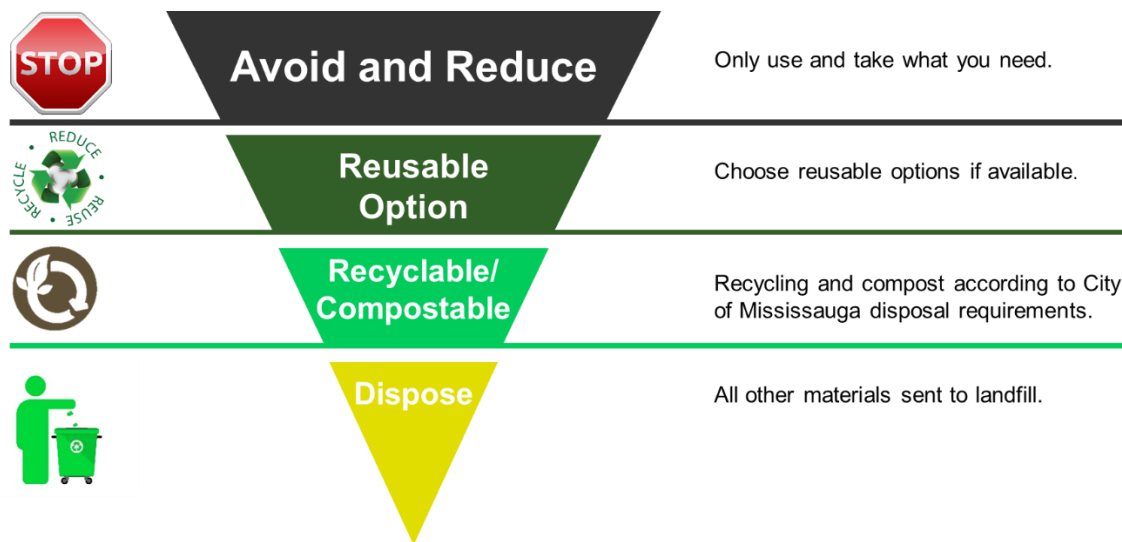 STOP
Avoid and Reduce
Only use and take what you need.
REDUCE • REUSE • RECYCLE •
Reusable
Option
Choose reusable options if available.
Recyclable/
Compostable
Recycling and compost according to City
of Mississauga disposal requirements.
Dispose
All other materials sent to landfill.